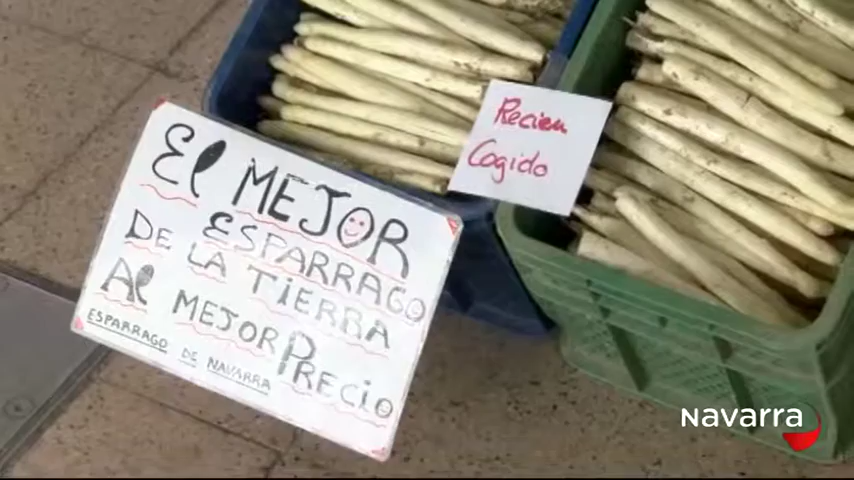 El MEJOR
ESPARRAGO
DE LA TIERRA
Al MEJOR PRECIO
ESPARRAGO DE NAVARRA
Recien
Cogido
Navarra